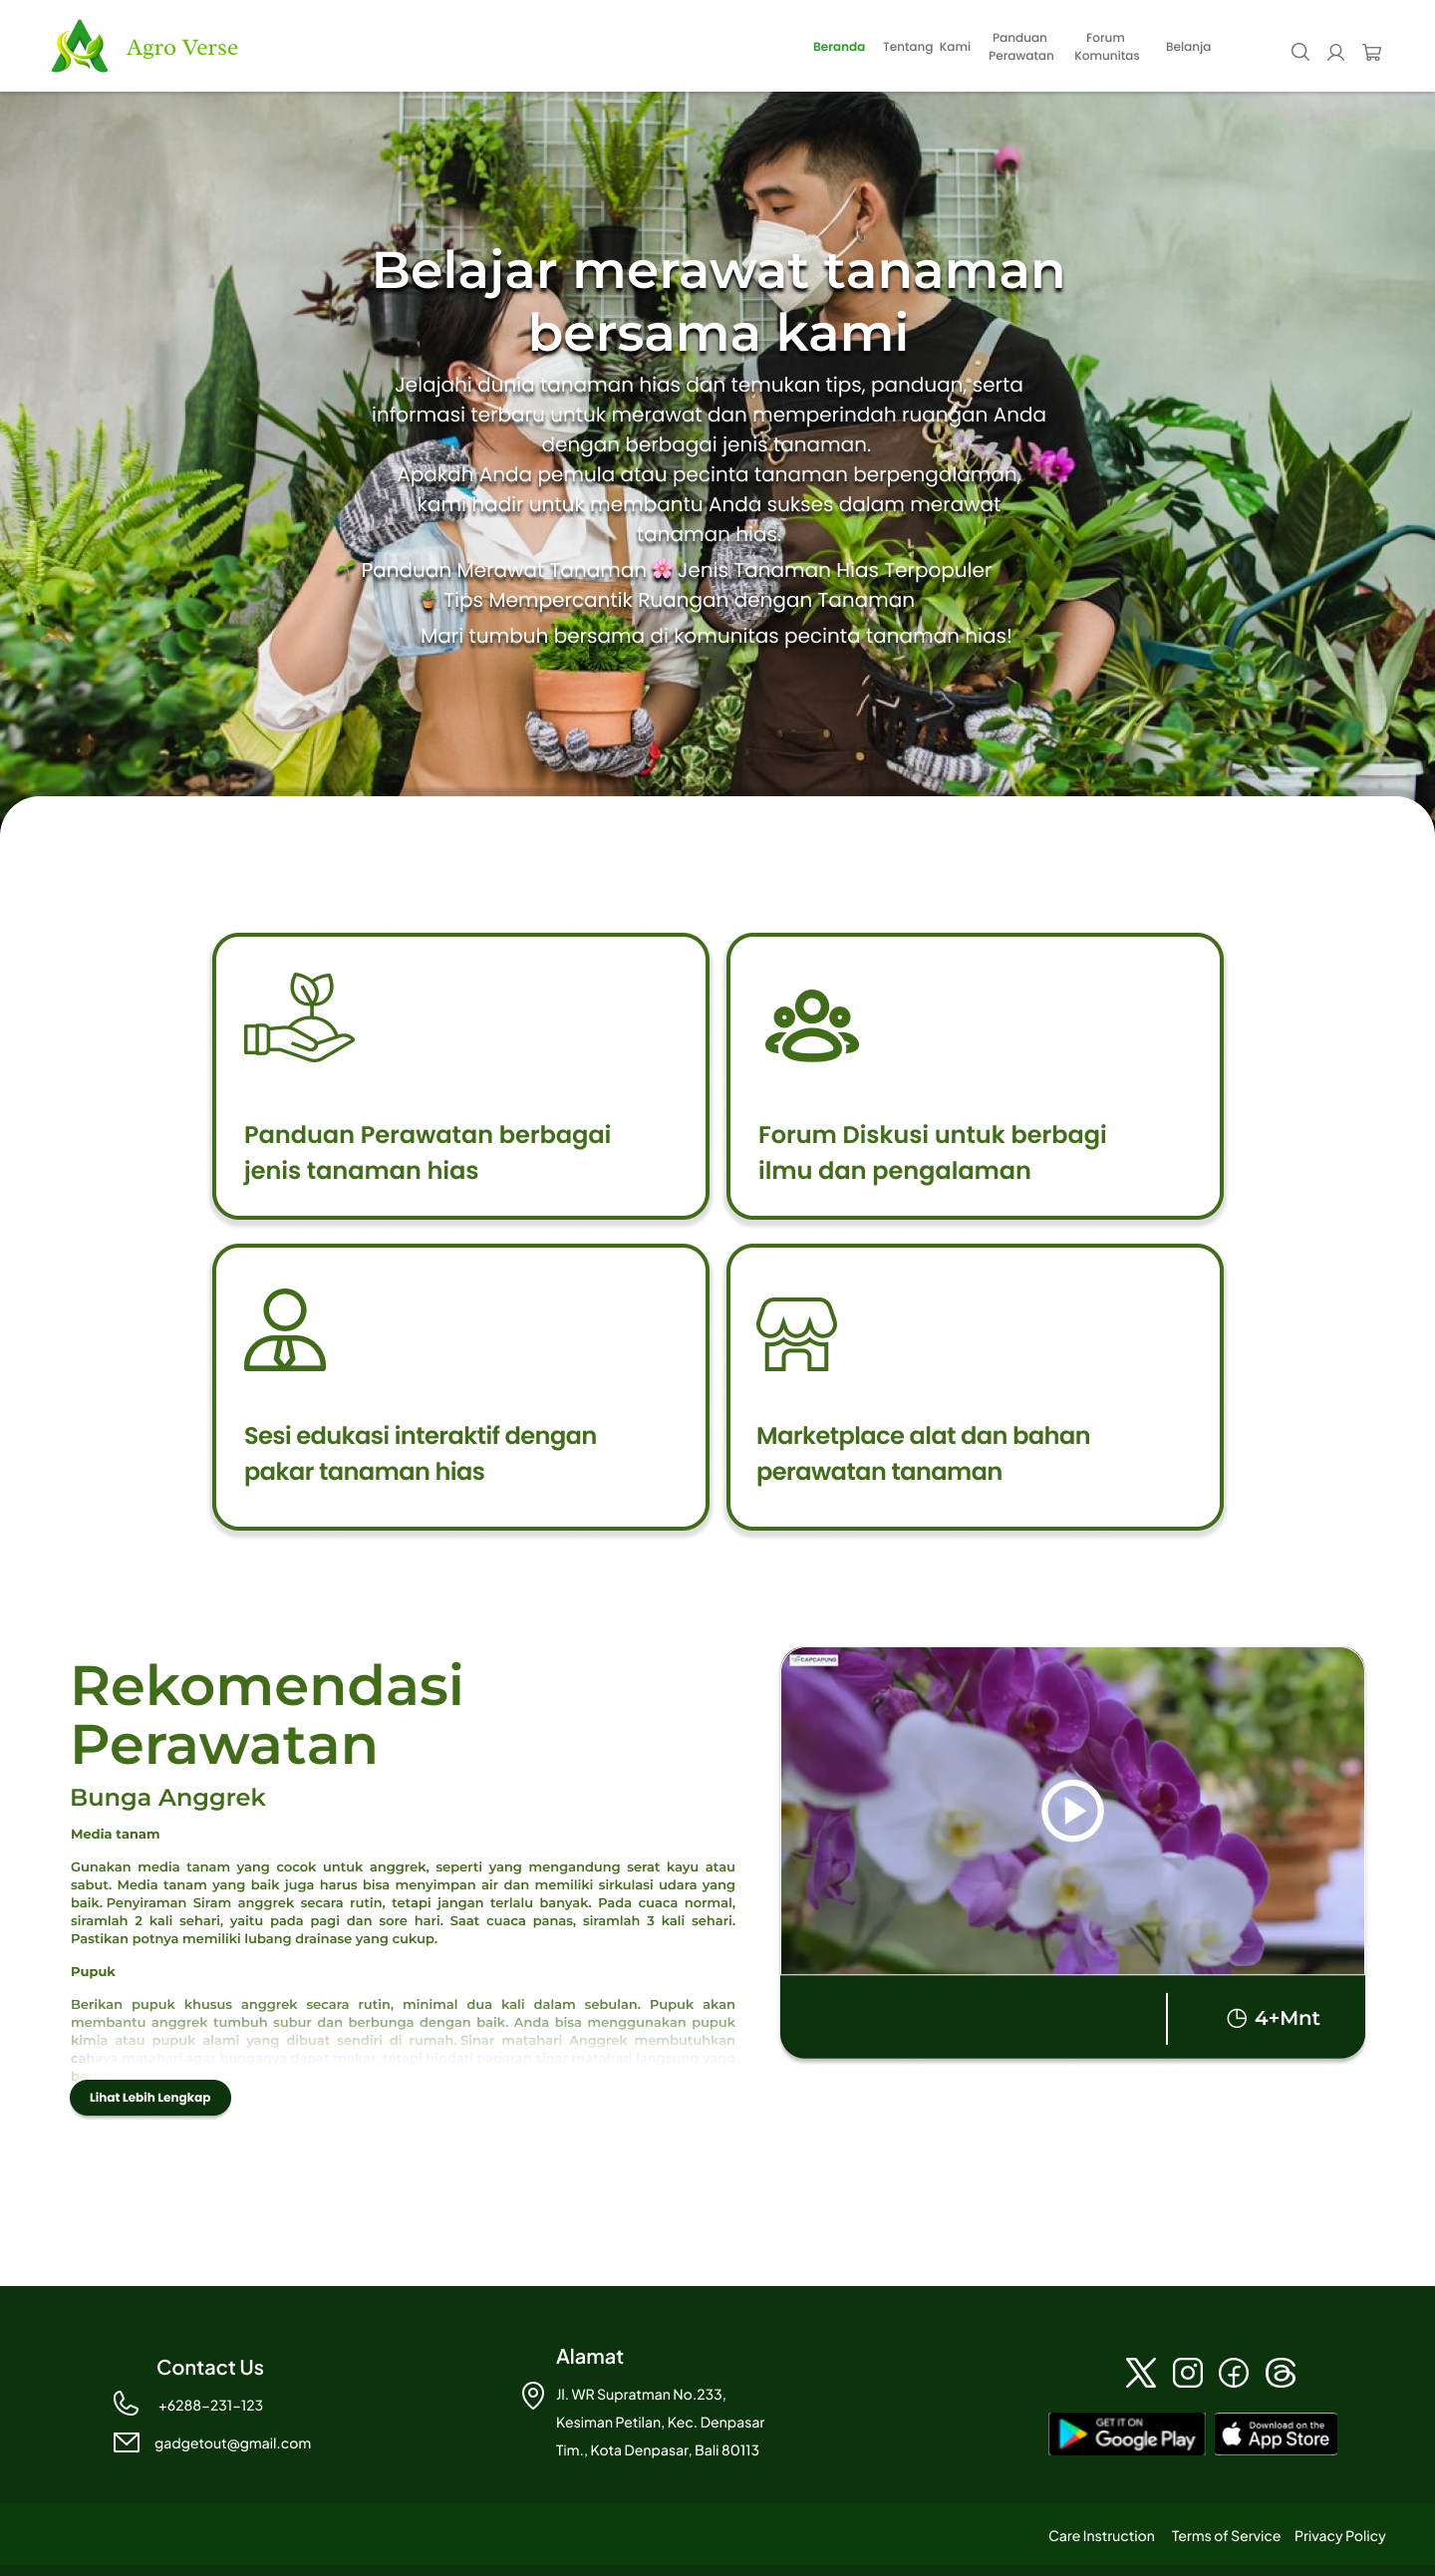 Agro Verse
Beranda
Tentang Kami
Panduan
Perawatan
Forum
Komunitas
Belanja
Belajar merawat tanaman
bersama kami
Jelajahi dunia tanaman hias dan temukan tips, panduan, serta
informasi terbaru untuk merawat dan memperindah ruangan Anda
dengan berbagai jenis tanaman.
Apakah Anda pemula atau pecinta tanaman berpengalaman,
kami hadir untuk membantu Anda sukses dalam merawat
tanaman hias.
🌱 Panduan Merawat Tanaman 🌸 Jenis Tanaman Hias Terpopuler
🪴 Tips Mempercantik Ruangan dengan Tanaman
Mari tumbuh bersama di komunitas pecinta tanaman hias!
Panduan Perawatan berbagai
jenis tanaman hias
Forum Diskusi untuk berbagi
ilmu dan pengalaman
Sesi edukasi interaktif dengan
pakar tanaman hias
Marketplace alat dan bahan
perawatan tanaman
Rekomendasi
Perawatan
Bunga Anggrek
Media tanam
Gunakan media tanam yang cocok untuk anggrek, seperti yang mengandung serat kayu atau
sabut. Media tanam yang baik juga harus bisa menyimpan air dan memiliki sirkulasi udara yang
baik. Penyiraman Siram anggrek secara rutin, tetapi jangan terlalu banyak. Pada cuaca normal,
siramlah 2 kali sehari, yaitu pada pagi dan sore hari. Saat cuaca panas, siramlah 3 kali sehari.
Pastikan potnya memiliki lubang drainase yang cukup.
Pupuk
Berikan pupuk khusus anggrek secara rutin, minimal dua kali dalam sebulan. Pupuk akan
membantu anggrek tumbuh subur dan berbunga dengan baik. Anda bisa menggunakan pupuk
kimia atau pupuk alami yang dibuat sendiri di rumah. Sinar matahari Anggrek membutuhkan
cahaya matahari agar bunganya dapat mekar, tetapi hindari paparan sinar matahari langsung yang
Lihat Lebih Lengkap
CAPCAPUNG
4+Mnt
Contact Us
+6288-231-123
gadgetout@gmail.com
Alamat
Jl. WR Supratman No.233,
Kesiman Petilan, Kec. Denpasar
Tim., Kota Denpasar, Bali 80113
GET IT ON
Google Play
Download on the
App Store
Care Instruction
Terms of Service
Privacy Policy